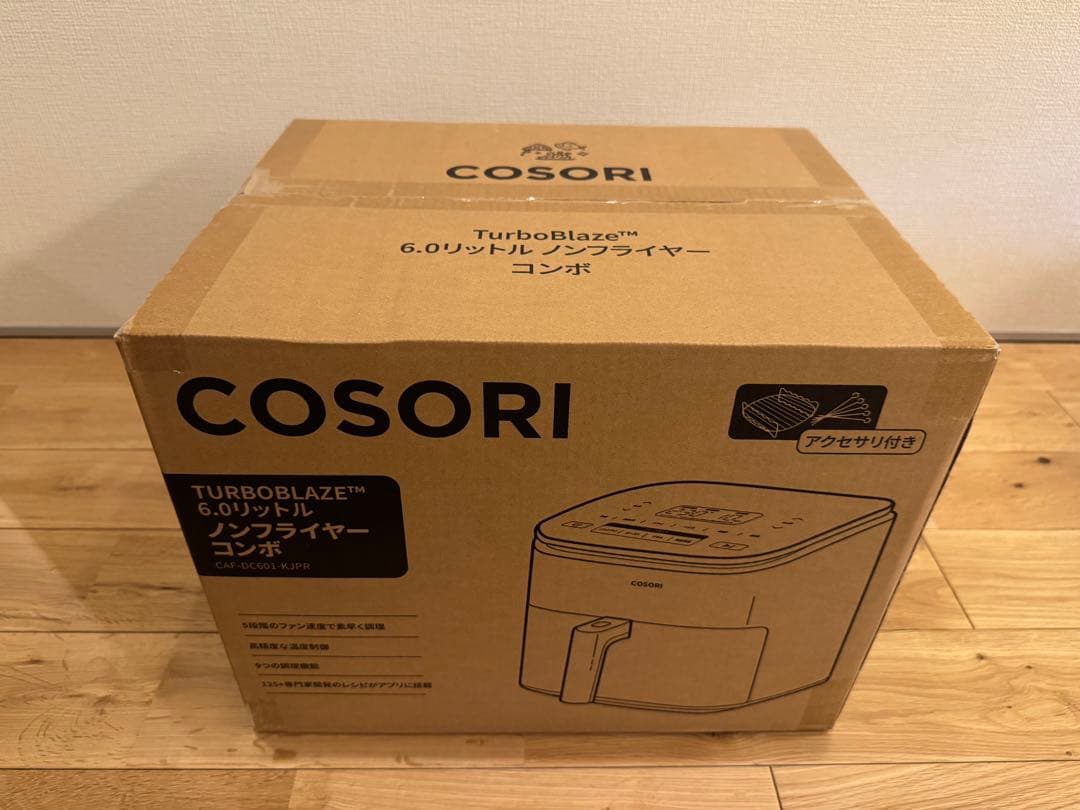 COSORI
TurboBlaze™
6.0リットル ノンフライヤー
コンボ
COSORI
アクセサリ付き
TURBOBLAZE™
6.0リットル
ノンフライヤー
コンボ
CAF-DC601-KJPR
COSORI
5段階のファン速度で素早く調理
高精度な温度制御
9つの調理機能
125+専門家開発のレシピがアプリに搭載